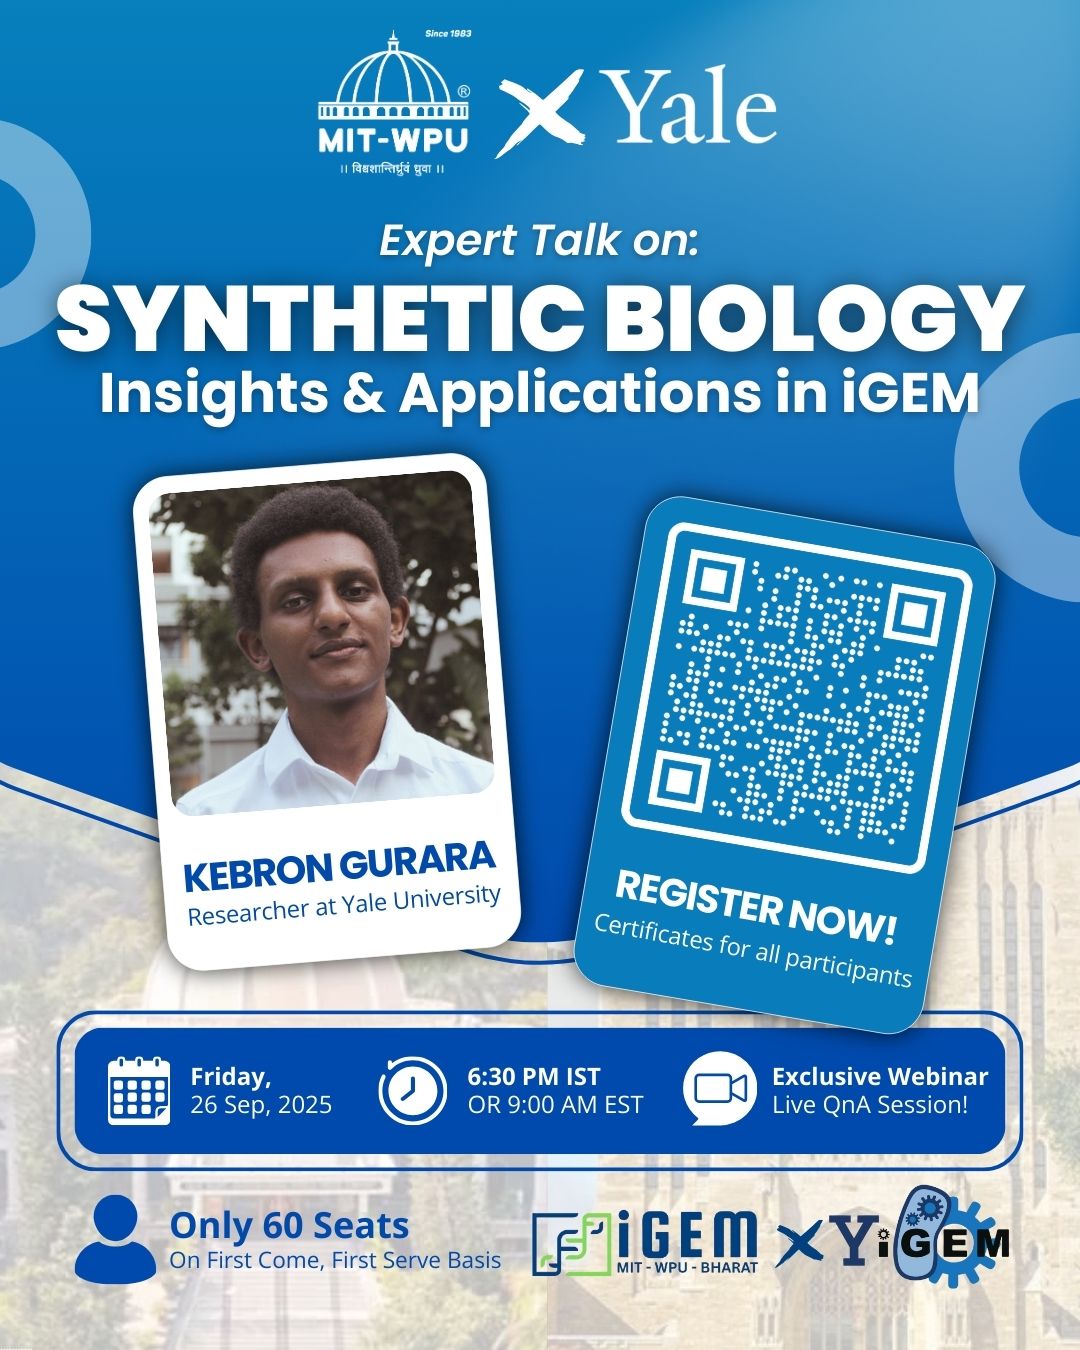 Since 1983
®
MIT-WPU
।। विश्वशान्तिर्ध्रुवं ध्रुवा ।।
X Yale
Expert Talk on:
SYNTHETIC BIOLOGY
Insights & Applications in iGEM
KEBRON GURARA
Researcher at Yale University
REGISTER NOW!
Certificates for all participants
Friday,
26 Sep, 2025
6:30 PM IST
OR 9:00 AM EST
Exclusive Webinar
Live QnA Session!
Only 60 Seats
On First Come, First Serve Basis
iGEM
MIT - WPU - BHARAT
X
YiGEM